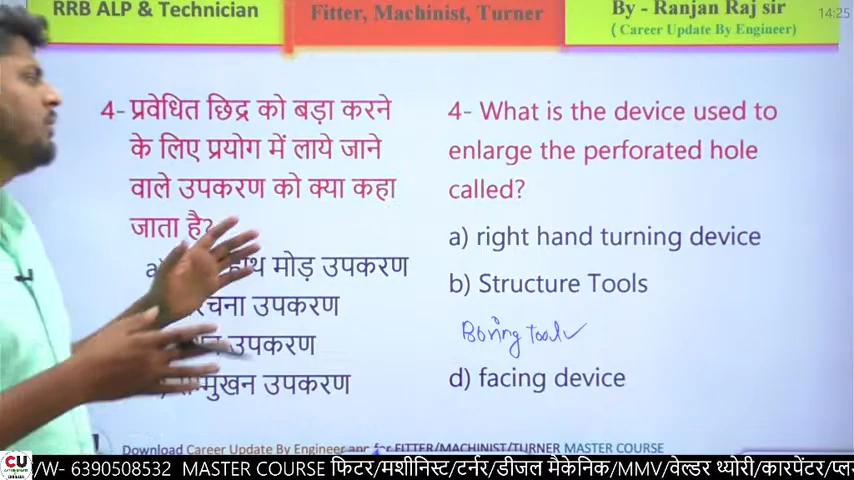 RRB ALP & Technician
Fitter, Machinist, Turner
By - Ranjan Raj sir
( Career Update By Engineer)
14:25
4- प्रवेधित छिद्र को बड़ा करने
के लिए प्रयोग में लाये जाने
वाले उपकरण को क्या कहा
जाता है?
हाथ मोड़ उपकरण
उपकरण
उपकरण
उपकरण
4- What is the device used to
enlarge the perforated hole
called?
a) right hand turning device
b) Structure Tools
Boring tool
d) facing device
Download Career Update By Engineer app for FITTER/MACHINIST/TURNER MASTER COURSE
CU
/W- 6390508532 MASTER COURSE फिटर/मशीनिस्ट/टर्नर/डीजल मैकेनिक/MMV/वेल्डर थ्योरी/कारपेंटर/